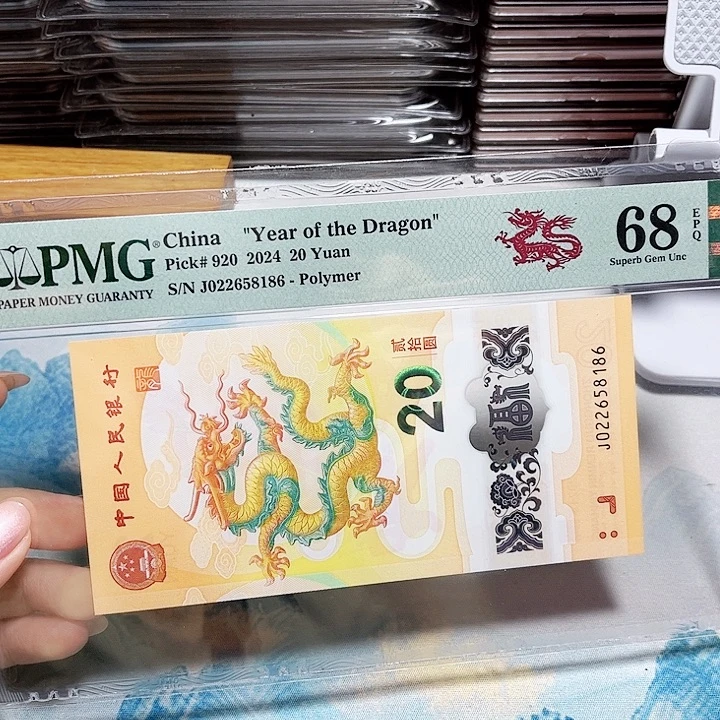 PMG®
PAPER MONEY GUARANTY
China "Year of the Dragon"
Pick# 920 2024 20 Yuan
S/N J022658186 - Polymer
68
EPQ
Superb Gem Unc
中国人民银行
贰拾圆
20
福
J022658186